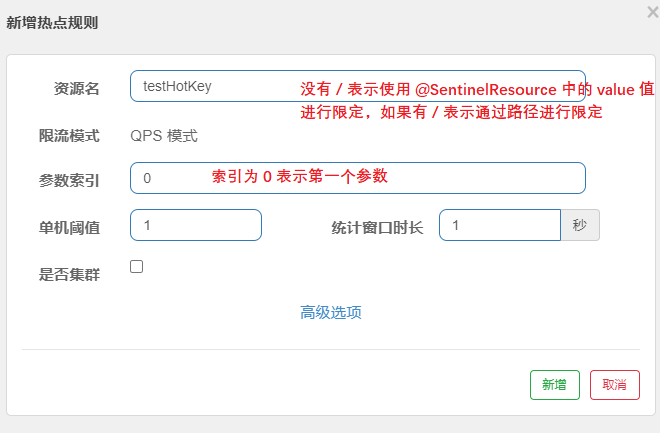 新增热点规则
×
资源名
testHotKey
没有 / 表示使用 @SentinelResource 中的 value 值
进行限定，如果有 / 表示通过路径进行限定
限流模式
QPS 模式
参数索引
0
索引为 0 表示第一个参数
单机阈值
1
统计窗口时长
1
秒
是否集群
高级选项
新增
取消